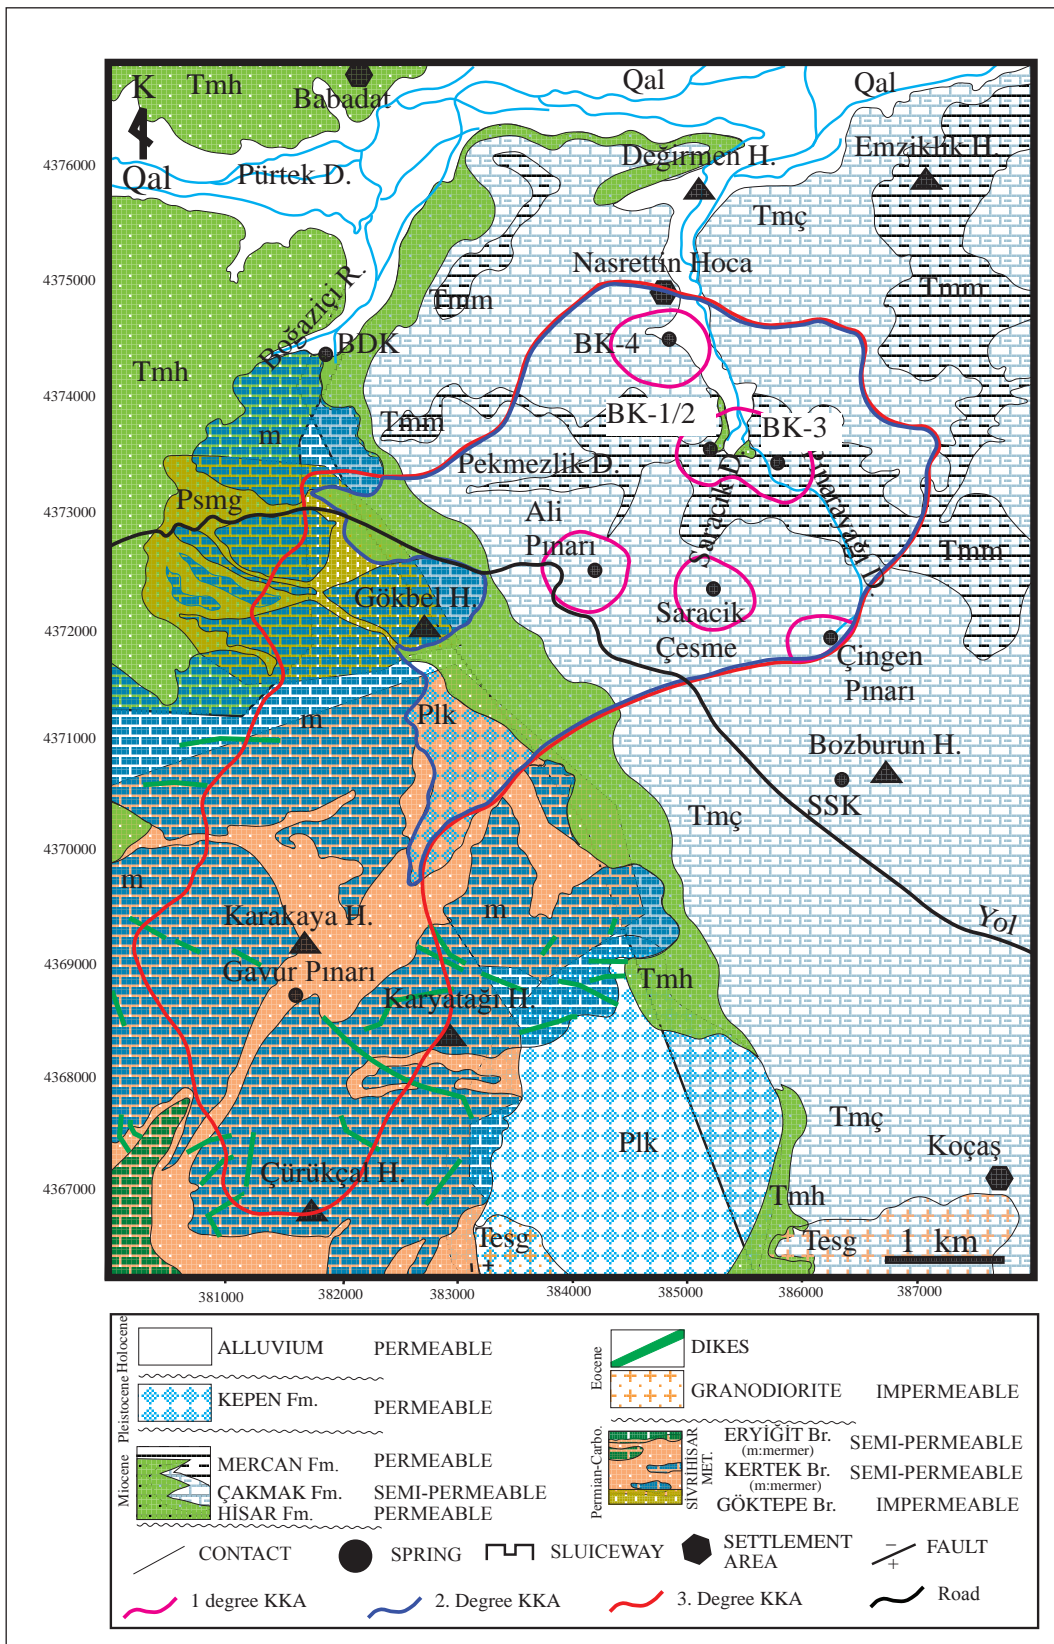 Tmh
Babadat
Qal
Qal
K
Değırmen H.
Emziklik H.
4376000
Qal
Pürtek D.
Tmç
Nasrettin Hoca
4375000
Tmm
Tmm
Boğaziçi R.
BDK
BK-4
Tmh
4374000
BK-1/2
m
Tmm
BK-3
Pekmezlik D.
Psmg
4373000
Ali
Pınarı
Saracık D.
Tmm
Gökbel H.
Saracik
Çesme
4372000
Çingen
Pınarı
m
Plk
4371000
Bozburun H.
SSK
Tmç
4370000
m
m
Karakaya H.
Yol
4369000
Gavur Pınarı
Tmh
Karyatağı H.
4368000
Tmç
Plk
Koçaş
Çürükçal H.
4367000
Tmh
Tesg
+
Tesg
1 km
381000 382000 383000 384000 385000 386000 387000
Holocene
ALLUVIUM PERMEABLE
Pleistocene
KEPEN Fm. PERMEABLE
Miocene
MERCAN Fm. PERMEABLE
ÇAKMAK Fm. SEMI-PERMEABLE
HİSAR Fm. PERMEABLE
Eocene
DIKES
GRANODIORITE IMPERMEABLE
Permian-Carbo.
SİVRİHİSAR
MET.
ERYİĞİT Br. SEMI-PERMEABLE
(m:mermer)
KERTEK Br. SEMI-PERMEABLE
(m:mermer)
GÖKTEPE Br. IMPERMEABLE
CONTACT SPRING SLUICEWAY SETTLEMENT
AREA
− FAULT
+
1 degree KKA 2. Degree KKA 3. Degree KKA Road